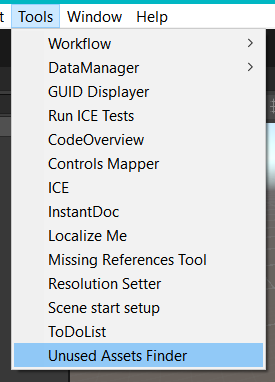 t Tools Window Help
Workflow
DataManager
GUID Displayer
Run ICE Tests
CodeOverview
Controls Mapper
ICE
InstantDoc
Localize Me
Missing References Tool
Resolution Setter
Scene start setup
ToDoList
Unused Assets Finder